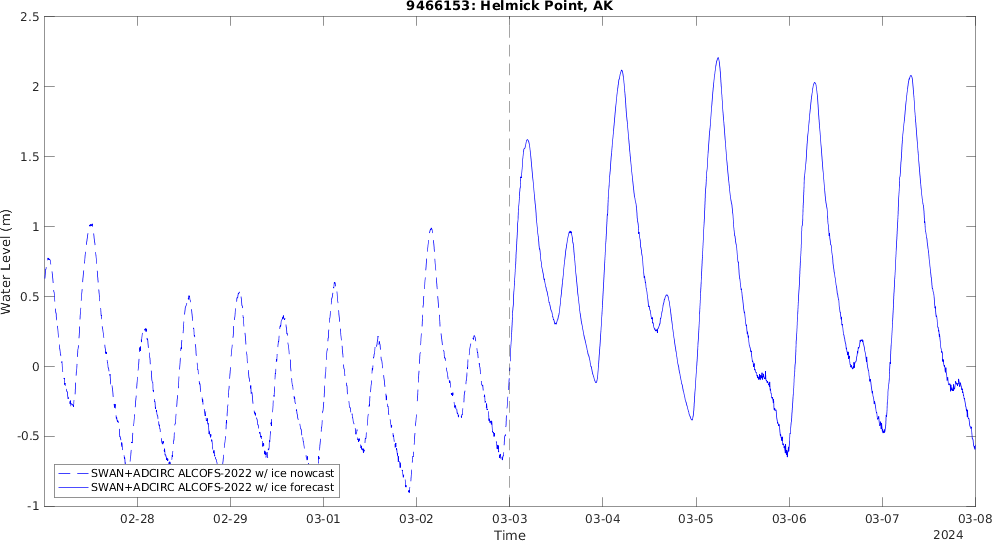 9466153: Helmick Point, AK
2.5
2
1.5
1
0.5
0
-0.5
-1
Water Level (m)
SWAN+ADCIRC ALCOFS-2022 w/ ice nowcast
SWAN+ADCIRC ALCOFS-2022 w/ ice forecast
02-28 02-29 03-01 03-02 03-03 03-04 03-05 03-06 03-07 03-08
Time
2024